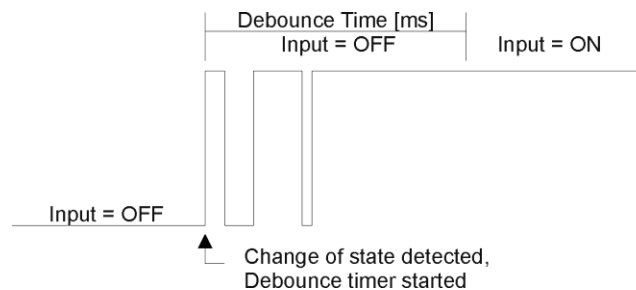 Debounce Time [ms]
Input = OFF
Input = ON
Input = OFF
Change of state detected,
Debounce timer started